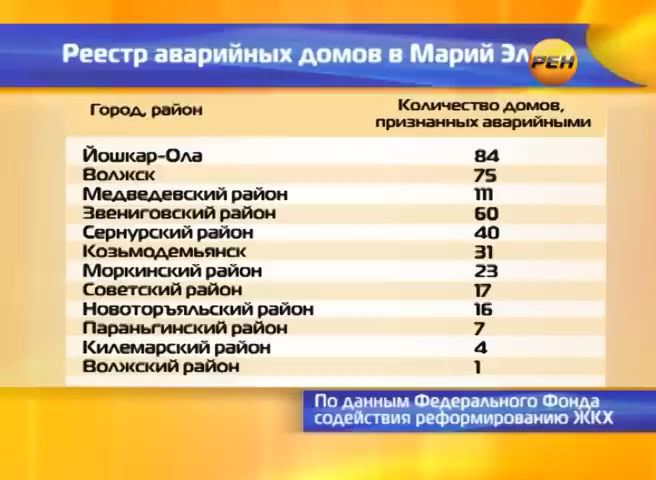 Реестр аварийных домов в Марий Эл
РЕН
Город, район
Количество домов,
признанных аварийными
Йошкар-Ола 84
Волжск 75
Медведевский район 111
Звениговский район 60
Сернурский район 40
Козьмодемьянск 31
Моркинский район 23
Советский район 17
Новоторъяльский район 16
Параньгинский район 7
Килемарский район 4
Волжский район 1
По данным Федерального Фонда
содействия реформированию ЖКХ